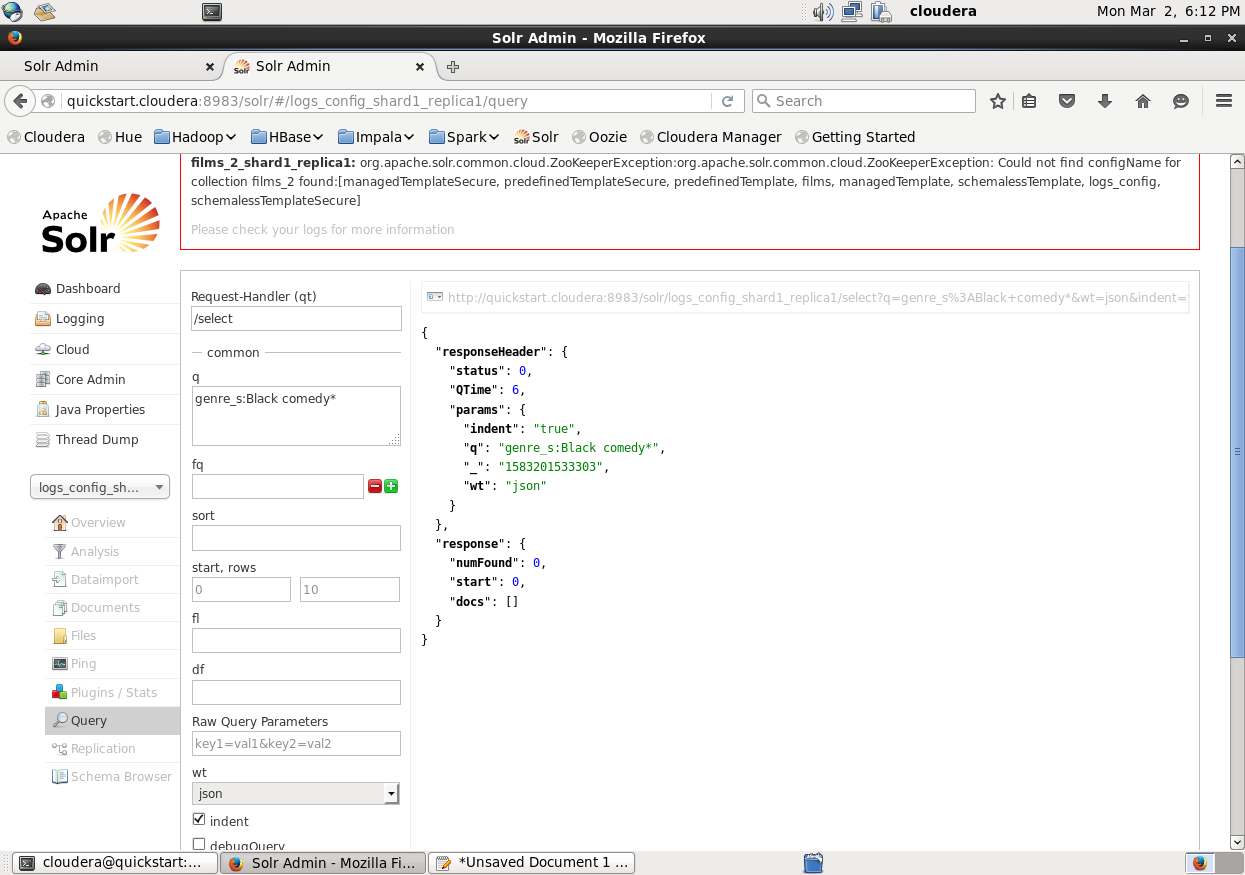 cloudera
Mon Mar 2, 6:12 PM
Solr Admin - Mozilla Firefox
Solr Admin
Solr Admin
quickstart.cloudera:8983/solr/#/logs_config_shard1_replica1/query
Search
Cloudera
Hue
Hadoop
HBase
Impala
Spark
Solr
Oozie
Cloudera Manager
Getting Started
films_2_shard1_replica1: org.apache.solr.common.cloud.ZooKeeperException:org.apache.solr.common.cloud.ZooKeeperException: Could not find configName for
collection films_2 found:[managedTemplateSecure, predefinedTemplateSecure, predefinedTemplate, films, managedTemplate, schemalessTemplate, logs_config,
schemalessTemplateSecure]
Please check your logs for more information
Apache
Solr
Dashboard
Logging
Cloud
Core Admin
Java Properties
Thread Dump
logs_config_sh...
Overview
Analysis
Dataimport
Documents
Files
Ping
Plugins / Stats
Query
Replication
Schema Browser
Request-Handler (qt)
/select
common
q
genre_s:Black comedy*
fq
sort
start, rows
0
10
fl
df
Raw Query Parameters
key1=val1&key2=val2
wt
json
indent
debugQuery
http://quickstart.cloudera:8983/solr/logs_config_shard1_replica1/select?q=genre_s%3ABlack+comedy*&wt=json&indent=
{
"responseHeader": {
"status": 0,
"QTime": 6,
"params": {
"indent": "true",
"q": "genre_s:Black comedy*",
"_": "1583201533303",
"wt": "json"
}
},
"response": {
"numFound": 0,
"start": 0,
"docs": []
}
}
cloudera@quickstart:...
Solr Admin - Mozilla Fi...
*Unsaved Document 1 ...